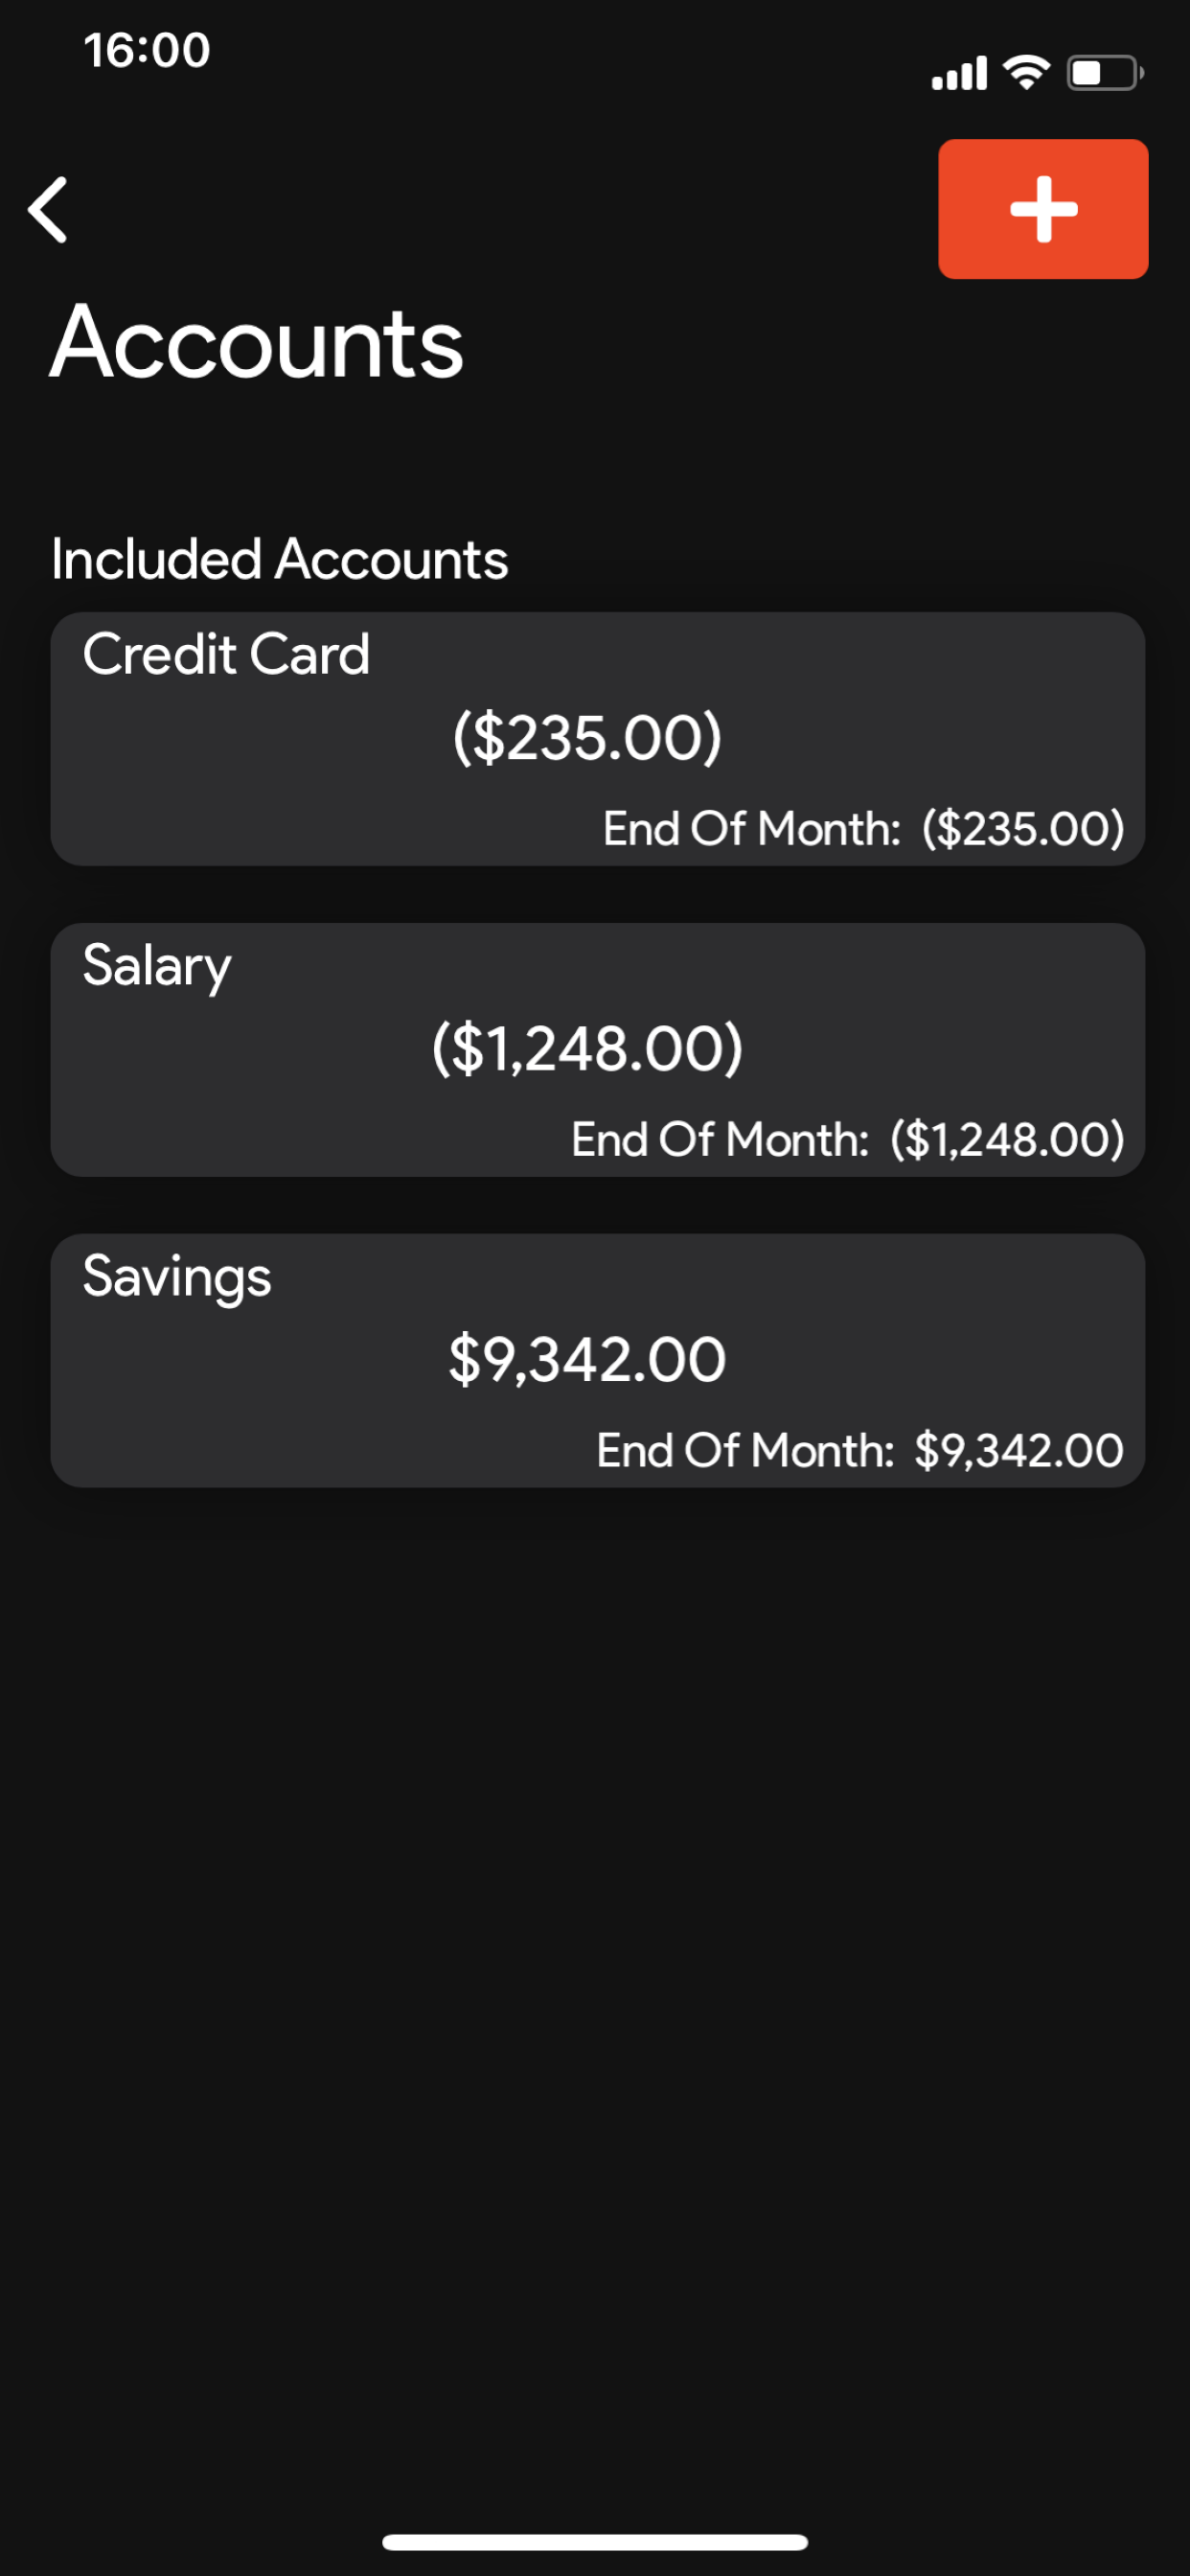 16:00
Accounts
Included Accounts
Credit Card
($235.00)
End Of Month: ($235.00)
Salary
($1,248.00)
End Of Month: ($1,248.00)
Savings
$9,342.00
End Of Month: $9,342.00